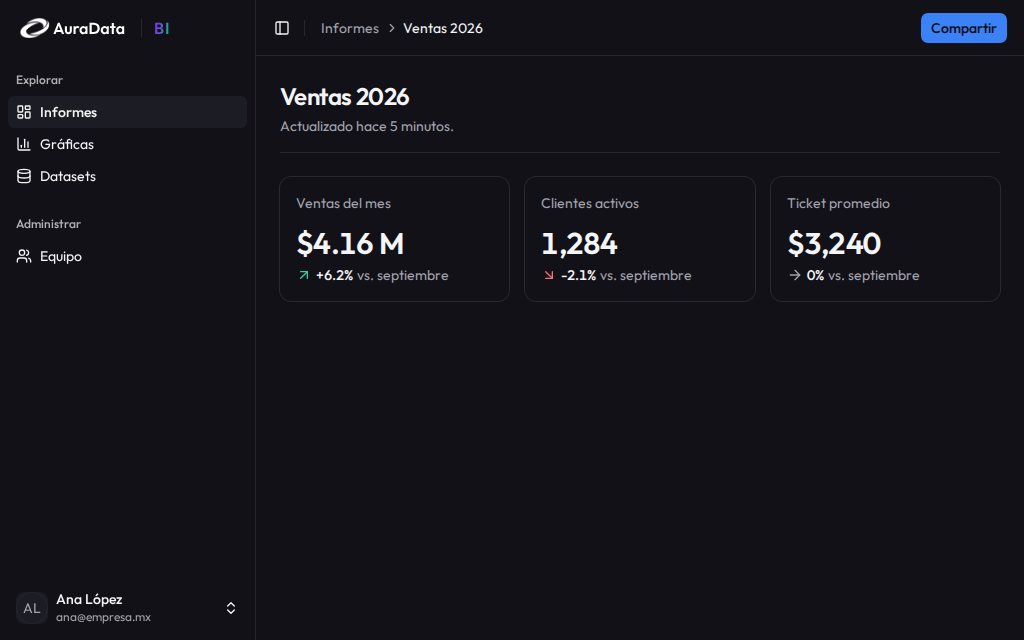 AuraData BI
Explorar
Informes
Gráficas
Datasets
Administrar
Equipo
Ana López
ana@empresa.mx
AL
Informes > Ventas 2026
Compartir
Ventas 2026
Actualizado hace 5 minutos.
Ventas del mes
$4.16 M
+6.2% vs. septiembre
Clientes activos
1,284
-2.1% vs. septiembre
Ticket promedio
$3,240
0% vs. septiembre